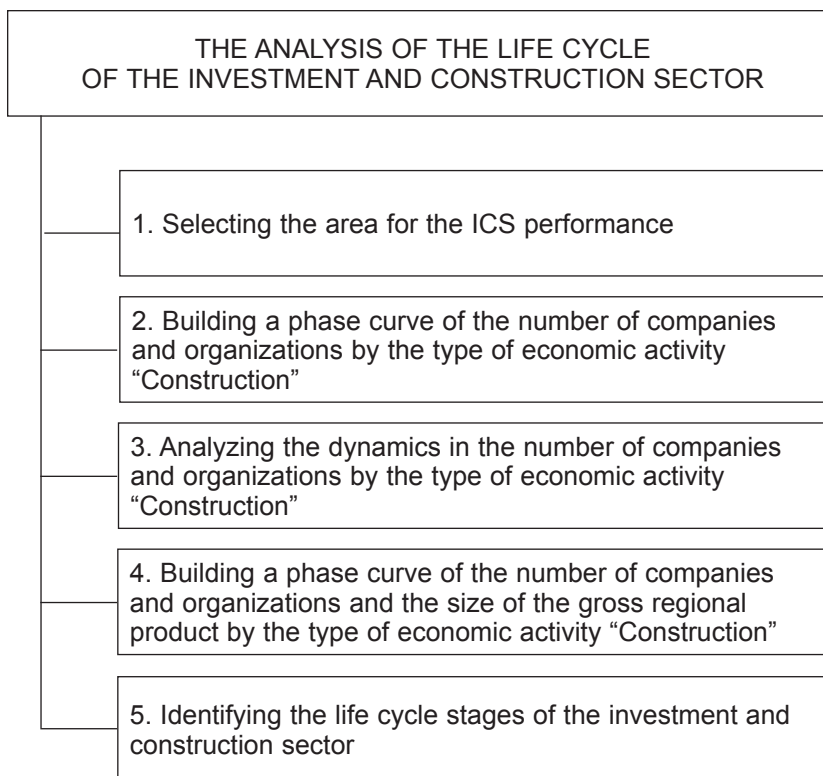 THE ANALYSIS OF THE LIFE CYCLE
OF THE INVESTMENT AND CONSTRUCTION SECTOR
1. Selecting the area for the ICS performance
2. Building a phase curve of the number of companies
and organizations by the type of economic activity
“Construction”
3. Analyzing the dynamics in the number of companies
and organizations by the type of economic activity
“Construction”
4. Building a phase curve of the number of companies
and organizations and the size of the gross regional
product by the type of economic activity “Construction”
5. Identifying the life cycle stages of the investment and
construction sector